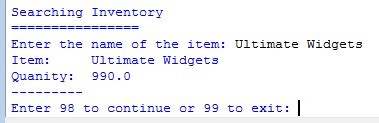 Searching Inventory
================
Enter the name of the item: Ultimate Widgets
Item:    Ultimate Widgets
Quanity:  990.0
---------
Enter 98 to continue or 99 to exit: